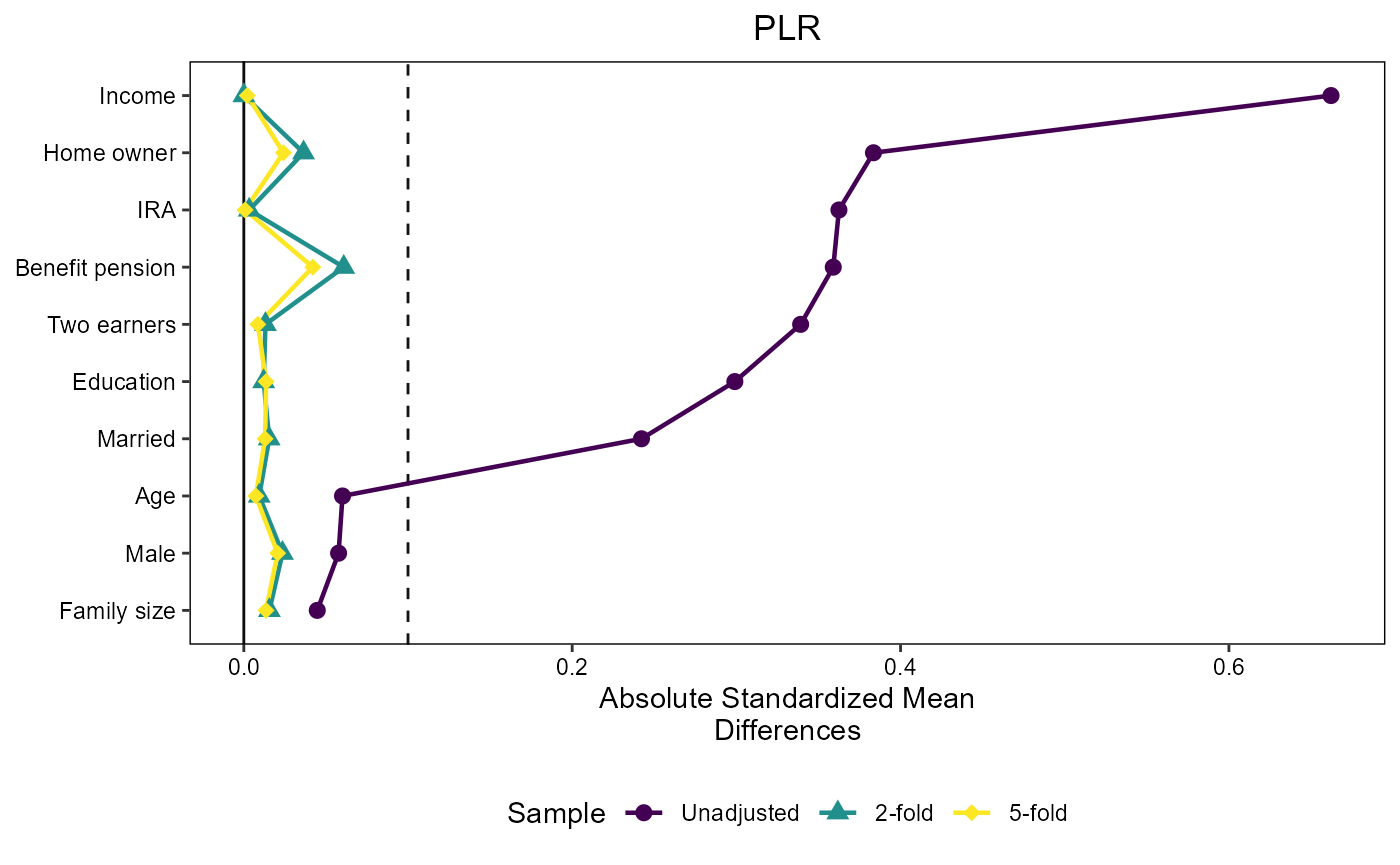 PLR
Income
Home owner
IRA
Benefit pension
Two earners
Education
Married
Age
Male
Family size
0.0 0.2 0.4 0.6
Absolute Standardized Mean
Differences
Sample Unadjusted 2-fold 5-fold